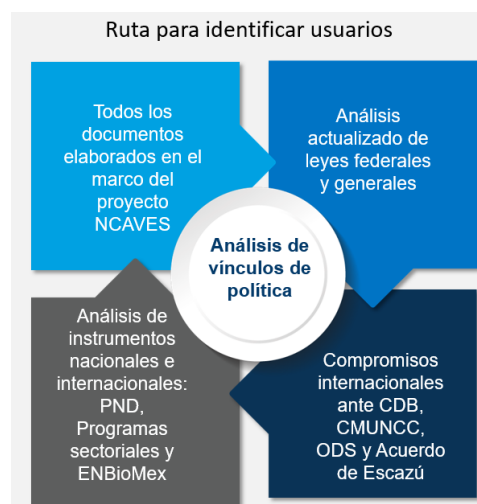 Ruta para identificar usuarios
Todos los
documentos
elaborados en el
marco del
proyecto
NCAVES
Análisis
actualizado de
leyes federales
y generales
Análisis de
vínculos de
política
Análisis de
instrumentos
nacionales e
internacionales:
PND,
Programas
sectoriales y
ENBioMex
Compromisos
internacionales
ante CDB,
CMUNCC,
ODS y Acuerdo
de Escazú